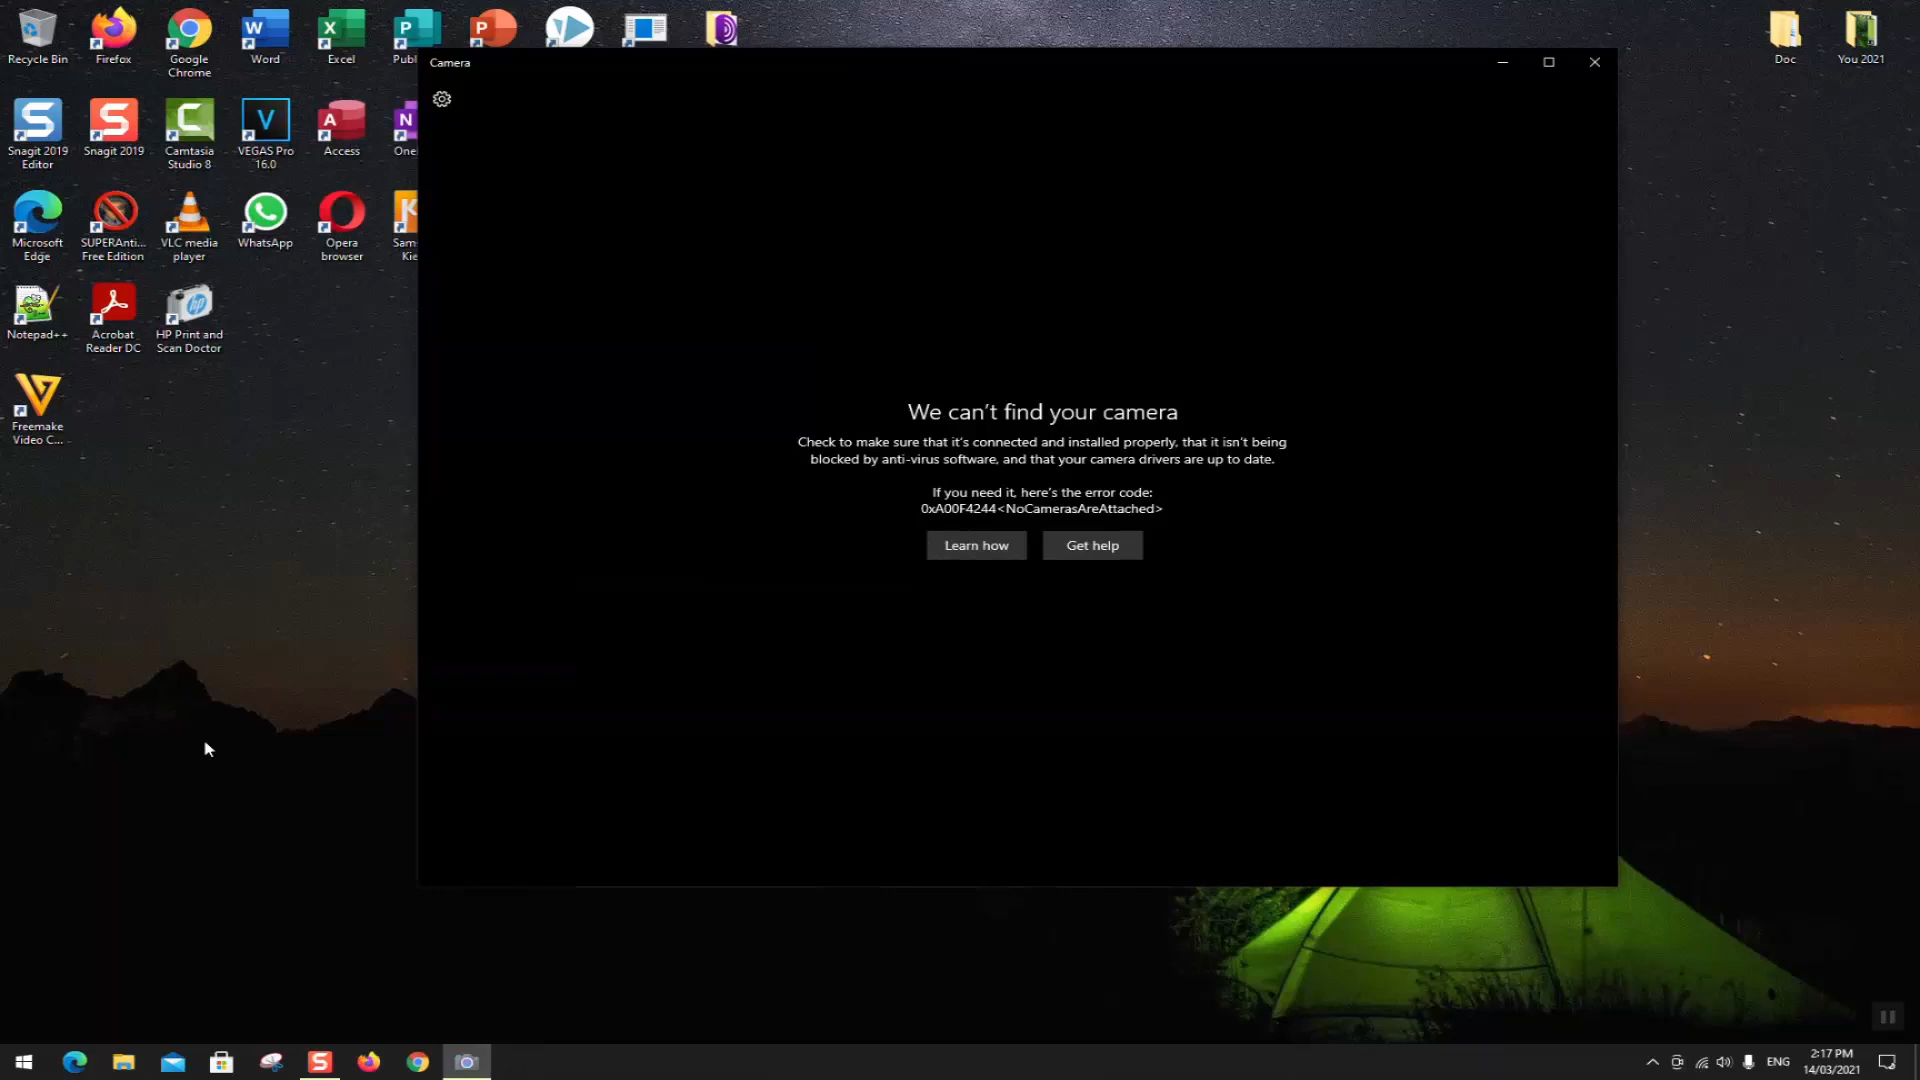 Recycle Bin
Firefox
Google
Chrome
Word
Excel
Publ
Doc
You 2021
Camera
Snagit 2019
Editor
Snagit 2019
Camtasia
Studio 8
VEGAS Pro
16.0
Access
One
Microsoft
Edge
SUPERAnti...
Free Edition
VLC media
player
WhatsApp
Opera
browser
Sam
Kie
Notepad++
Acrobat
Reader DC
HP Print and
Scan Doctor
Freemake
Video C...
We can't find your camera
Check to make sure that it's connected and installed properly, that it isn't being
blocked by anti-virus software, and that your camera drivers are up to date.
If you need it, here's the error code:
0xA00F4244<NoCamerasAreAttached>
Learn how
Get help
ENG
2:17 PM
14/03/2021